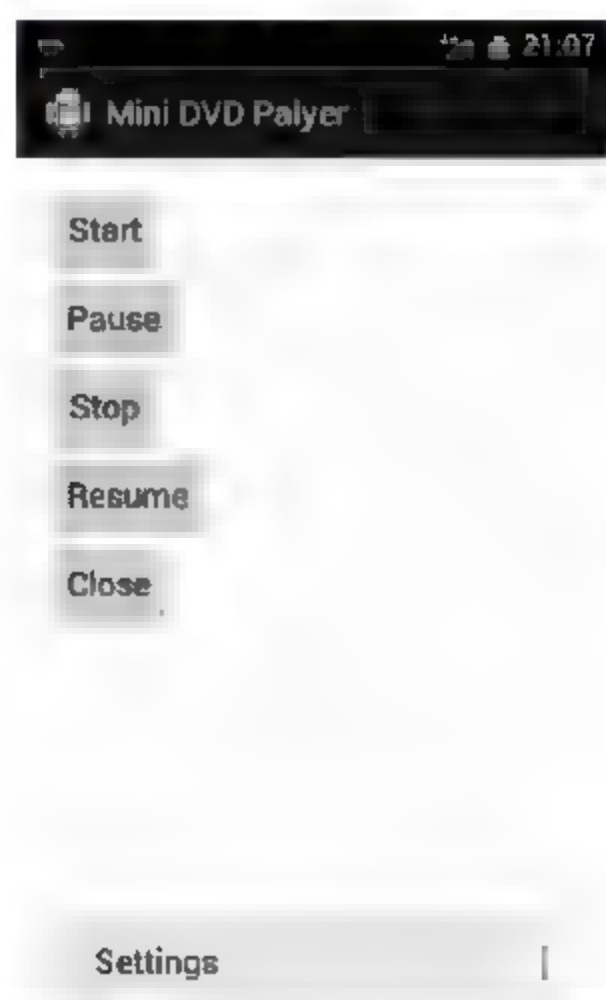 21:07
Mini DVD Palyer
Start
Pause
Stop
Resume
Close
Settings